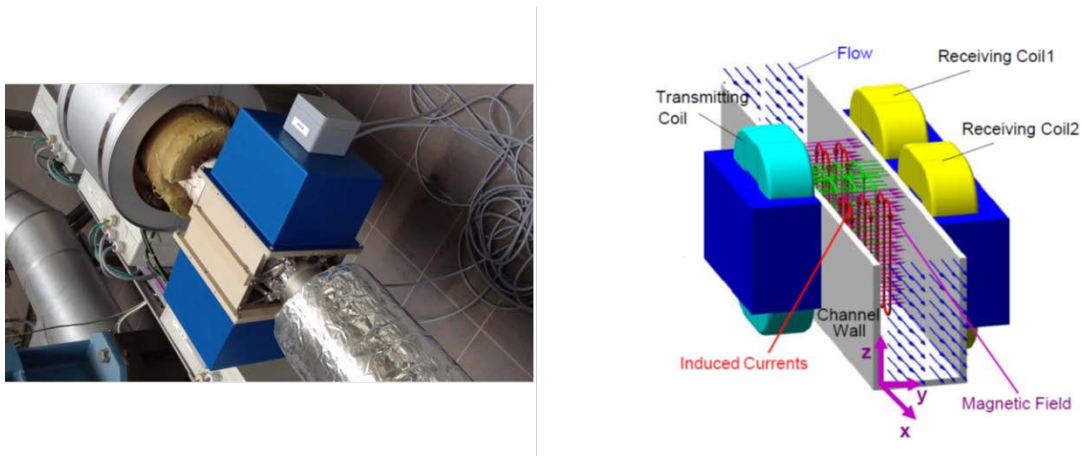 Flow
Receiving Coil1
Transmitting
Coil
Receiving Coil2
Channel
Wall
Induced Currents
z
y
x
Magnetic Field